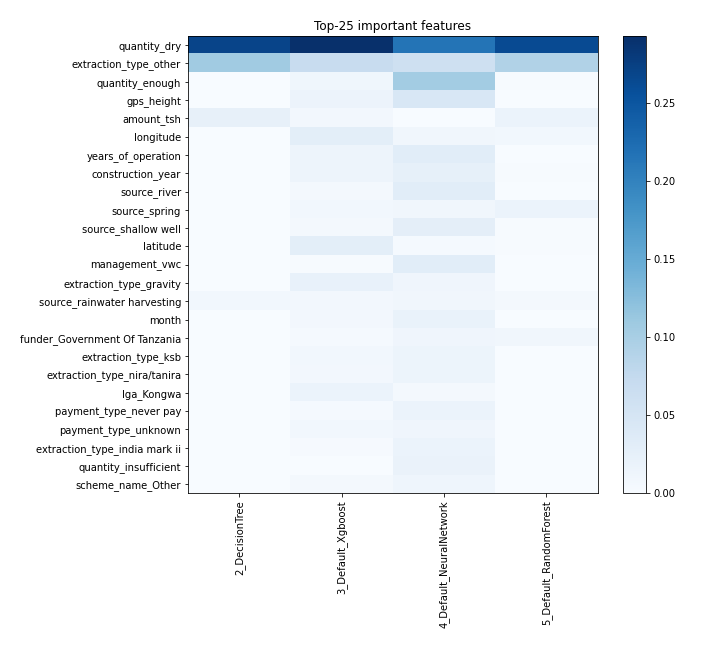 Top-25 important features
quantity_dry
extraction_type_other
quantity_enough
gps_height
amount_tsh
longitude
years_of_operation
construction_year
source_river
source_spring
source_shallow well
latitude
management_vwc
extraction_type_gravity
source_rainwater harvesting
month
funder_Government Of Tanzania
extraction_type_ksb
extraction_type_nira/tanira
lga_Kongwa
payment_type_never pay
payment_type_unknown
extraction_type_india mark ii
quantity_insufficient
scheme_name_Other
2_DecisionTree
3_Default_Xgboost
4_Default_NeuralNetwork
5_Default_RandomForest
0.25
0.20
0.15
0.10
0.05
0.00